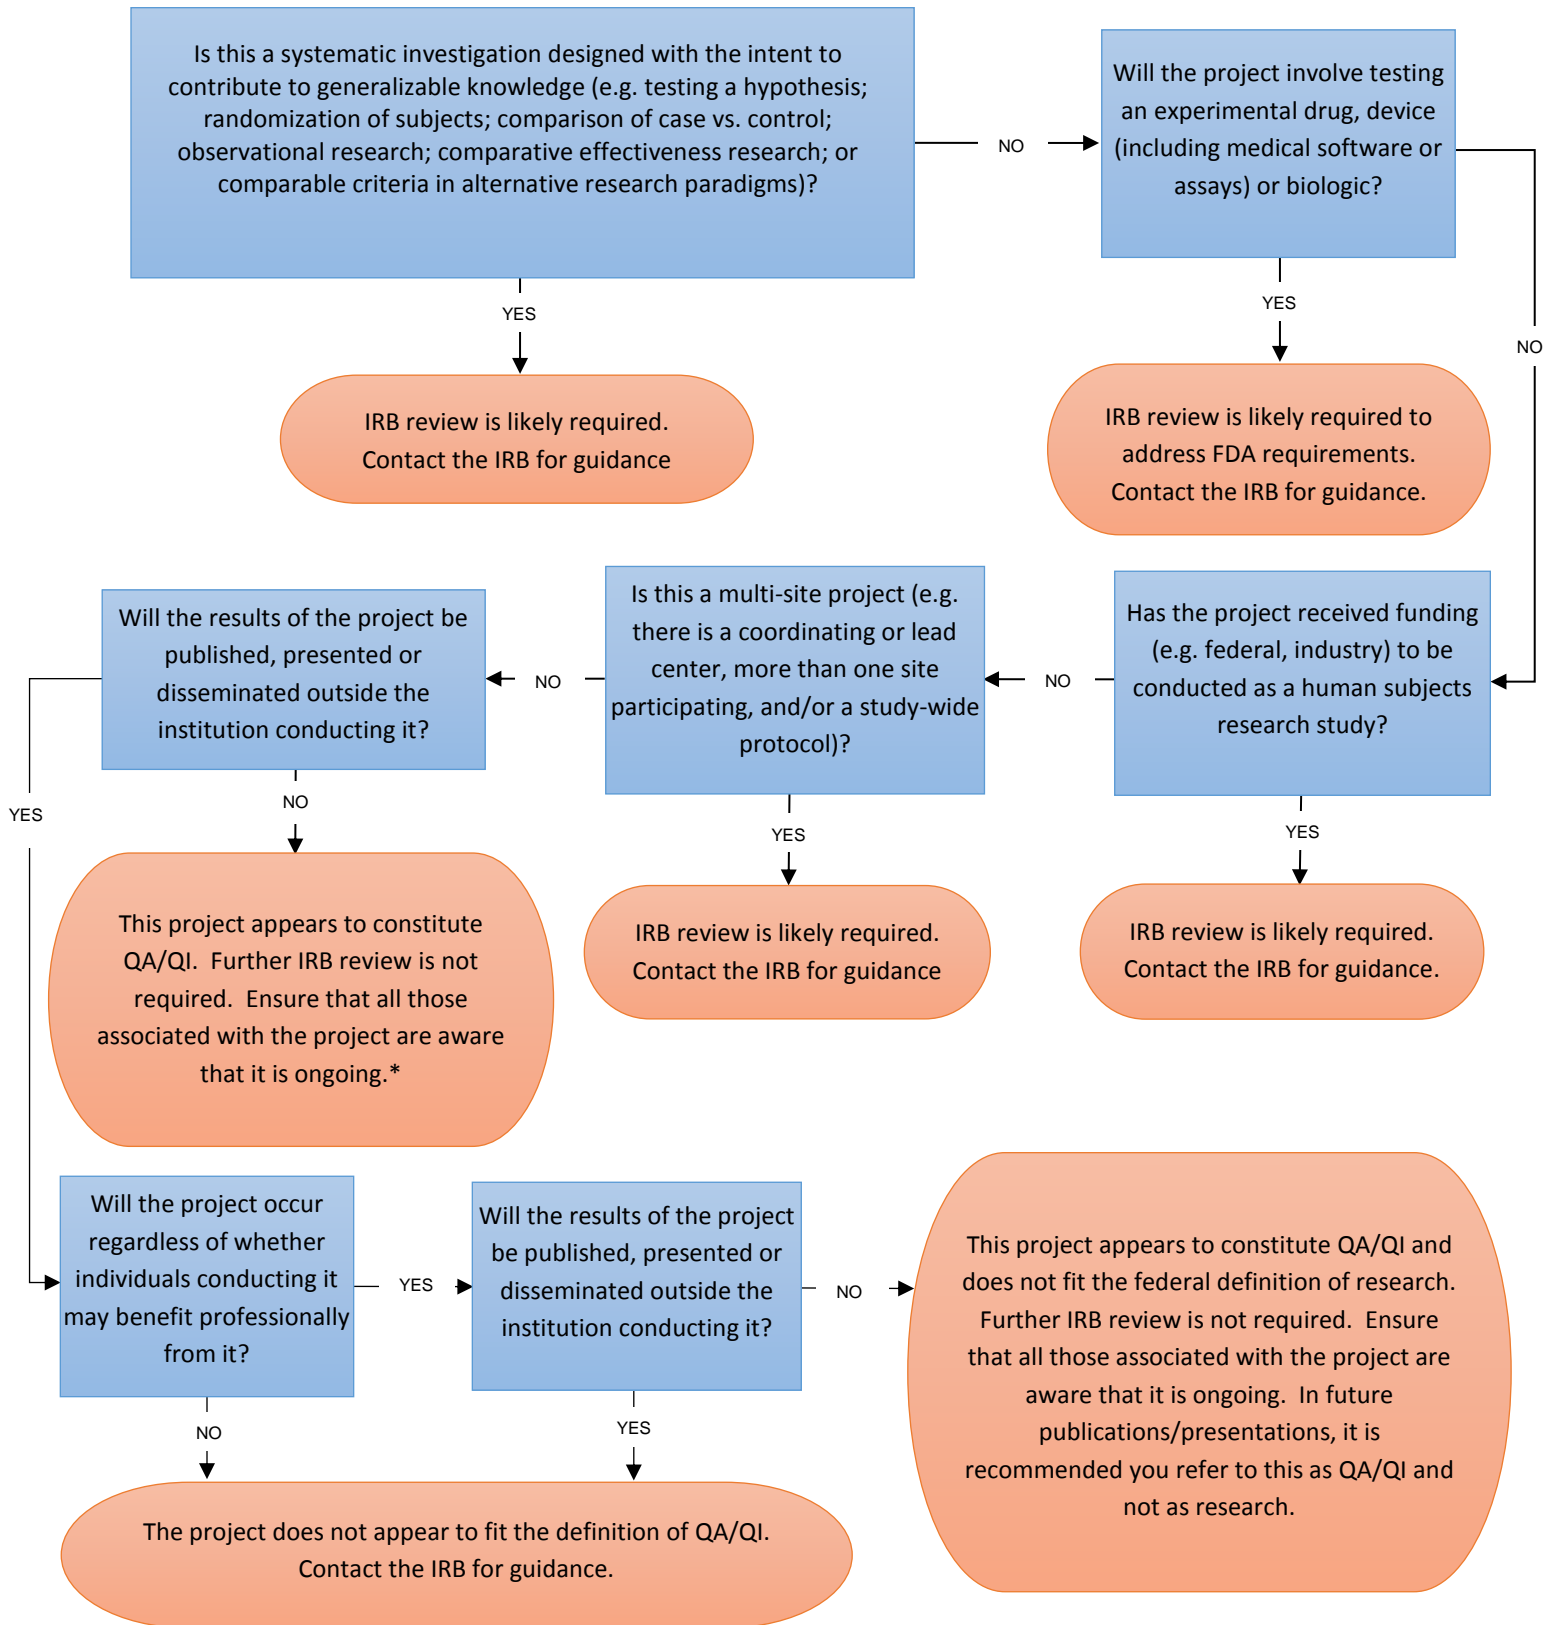 Is this a systematic investigation designed with the intent to
contribute to generalizable knowledge (e.g. testing a hypothesis;
randomization of subjects; comparison of case vs. control;
observational research; comparative effectiveness research; or
comparable criteria in alternative research paradigms)?
NO
Will the project involve testing
an experimental drug, device
(including medical software or
assays) or biologic?
YES
YES
NO
IRB review is likely required.
Contact the IRB for guidance
IRB review is likely required to
address FDA requirements.
Contact the IRB for guidance.
Will the results of the project be
published, presented or
disseminated outside the
institution conducting it?
NO
Is this a multi-site project (e.g.
there is a coordinating or lead
center, more than one site
participating, and/or a study-wide
protocol)?
NO
Has the project received funding
(e.g. federal, industry) to be
conducted as a human subjects
research study?
YES
NO
YES
YES
This project appears to constitute
QA/QI. Further IRB review is not
required. Ensure that all those
associated with the project are aware
that it is ongoing.*
IRB review is likely required.
Contact the IRB for guidance
IRB review is likely required.
Contact the IRB for guidance.
Will the project occur
regardless of whether
individuals conducting it
may benefit professionally
from it?
YES
Will the results of the project
be published, presented or
disseminated outside the
institution conducting it?
NO
This project appears to constitute QA/QI and
does not fit the federal definition of research.
Further IRB review is not required. Ensure
that all those associated with the project are
aware that it is ongoing. In future
publications/presentations, it is
recommended you refer to this as QA/QI and
not as research.
NO
YES
The project does not appear to fit the definition of QA/QI.
Contact the IRB for guidance.